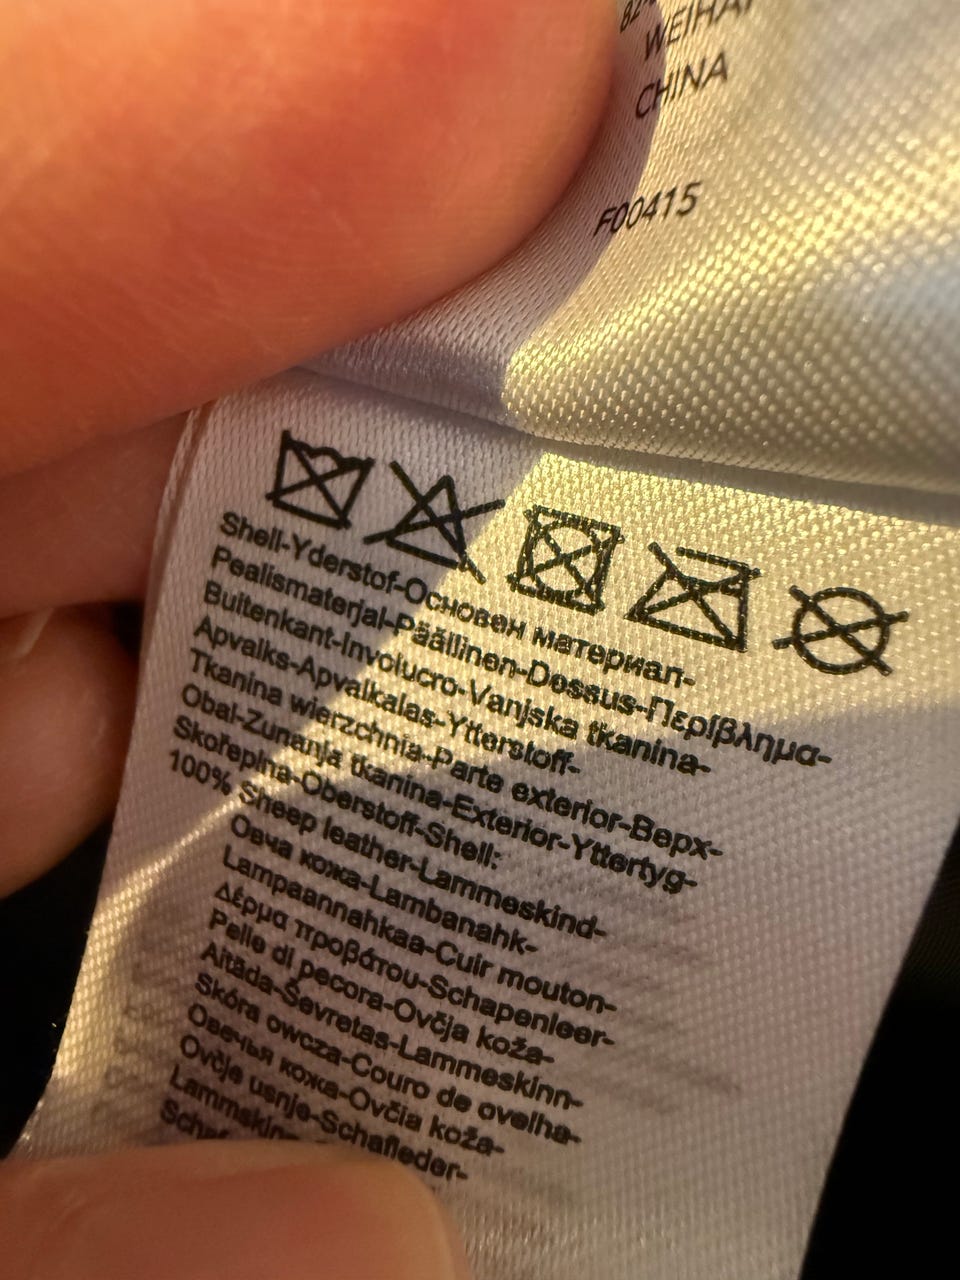 CHINA
F00415
Shell-Yderstof-Основен материал-
Pealismaterjal-Päällinen-Dessus-Περίβλημα-
Buitenkant-Involucro-Vanjska tkanina-
Apvalks-Apvalkalas-Ytterstoff-
Tkanina wierzchnia-Parte exterior-Верх-
Obal-Zunanja tkanina-Exterior-Yttertyg-
Skořepina-Oberstoff-Shell:
100% Sheep leather-Lammeskind-
Овча кожа-Lambanahk-
Lampaannahkaa-Cuir mouton-
Δέρμα προβάτου-Schapenleer-
Pelle di pecora-Ovčja koža-
Aitāda-Ševretas-Lammeskinn-
Skóra owcza-Couro de ovelha-
Овечья кожа-Ovčia koža-
Ovčje usnje-Schafleder-